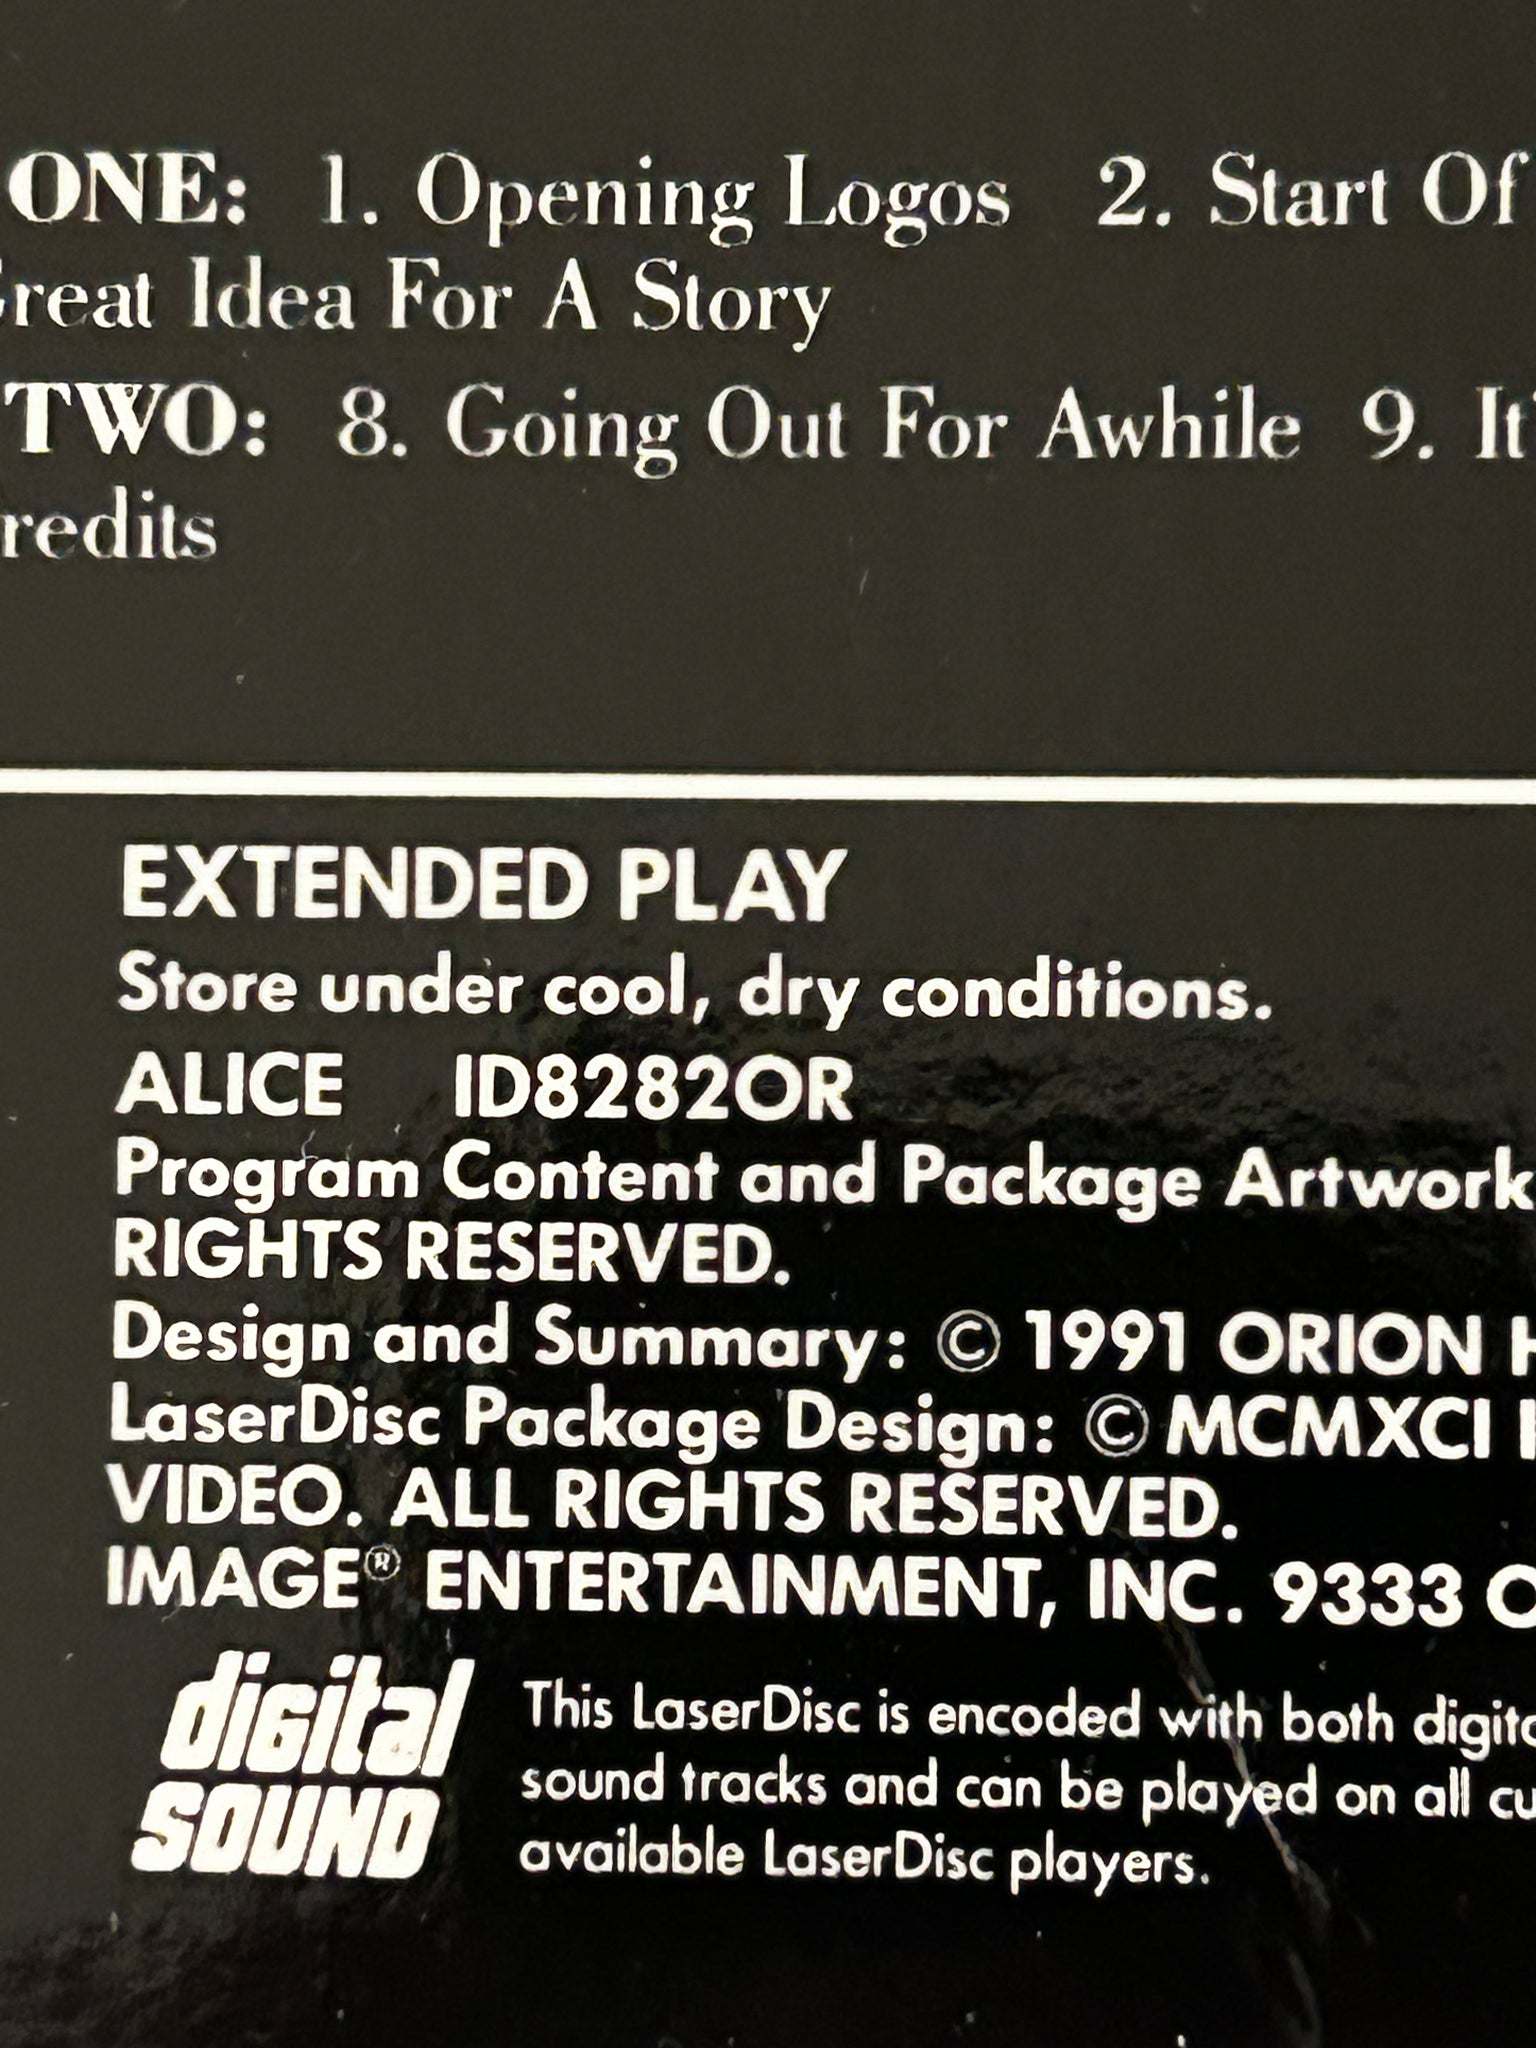 ONE: 1. Opening Logos 2. Start Of
Great Idea For A Story
TWO: 8. Going Out For Awhile 9. It'
redits
EXTENDED PLAY
Store under cool, dry conditions.
ALICE ID8282OR
Program Content and Package Artwork
RIGHTS RESERVED.
Design and Summary: © 1991 ORION H
LaserDisc Package Design: © MCMXCI I
VIDEO. ALL RIGHTS RESERVED.
IMAGE® ENTERTAINMENT, INC. 9333 O
digital
SOUND
This LaserDisc is encoded with both digita
sound tracks and can be played on all cu
available LaserDisc players.